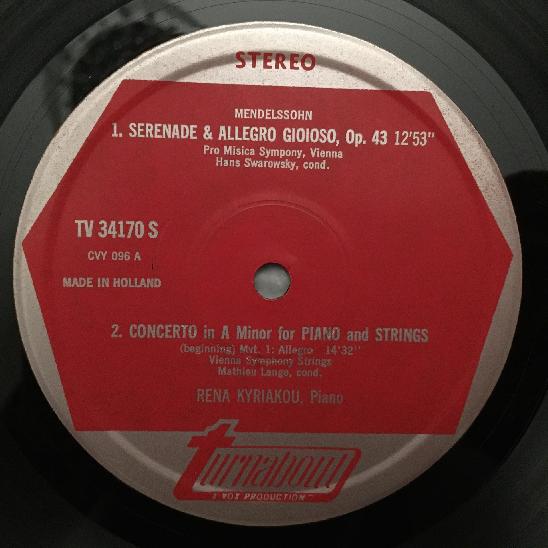 STEREO
MENDELSSOHN
1. SERENADE & ALLEGRO GIOIOSO, Op. 43 12'53"
Pro Misica Sympony, Vienna
Hans Swarowsky, cond.
TV 34170 S
CVY 096 A
MADE IN HOLLAND
2. CONCERTO in A Minor for PIANO and STRINGS
(beginning) Mvt. 1: Allegro 14'32"
Vienna Symphony Strings
Mathieu Lange, cond.
RENA KYRIAKOU, Piano
turnabout
A VOX PRODUCTION